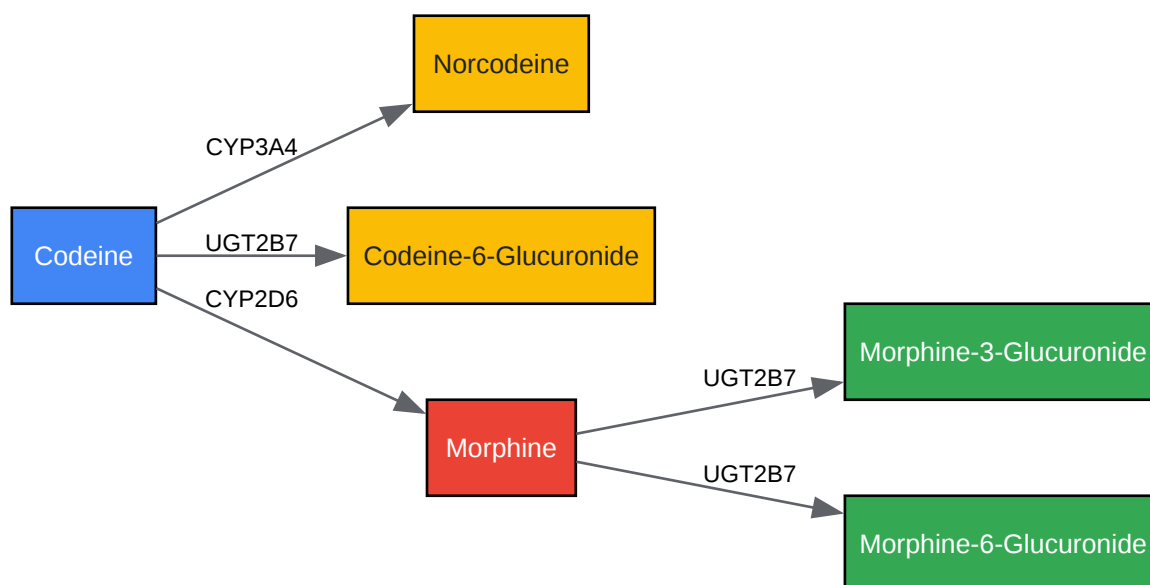 Norcodeine
CYP3A4
Codeine
UGT2B7
Codeine-6-Glucuronide
CYP2D6
Morphine-3-Glucuronide
UGT2B7
Morphine
UGT2B7
Morphine-6-Glucuronide